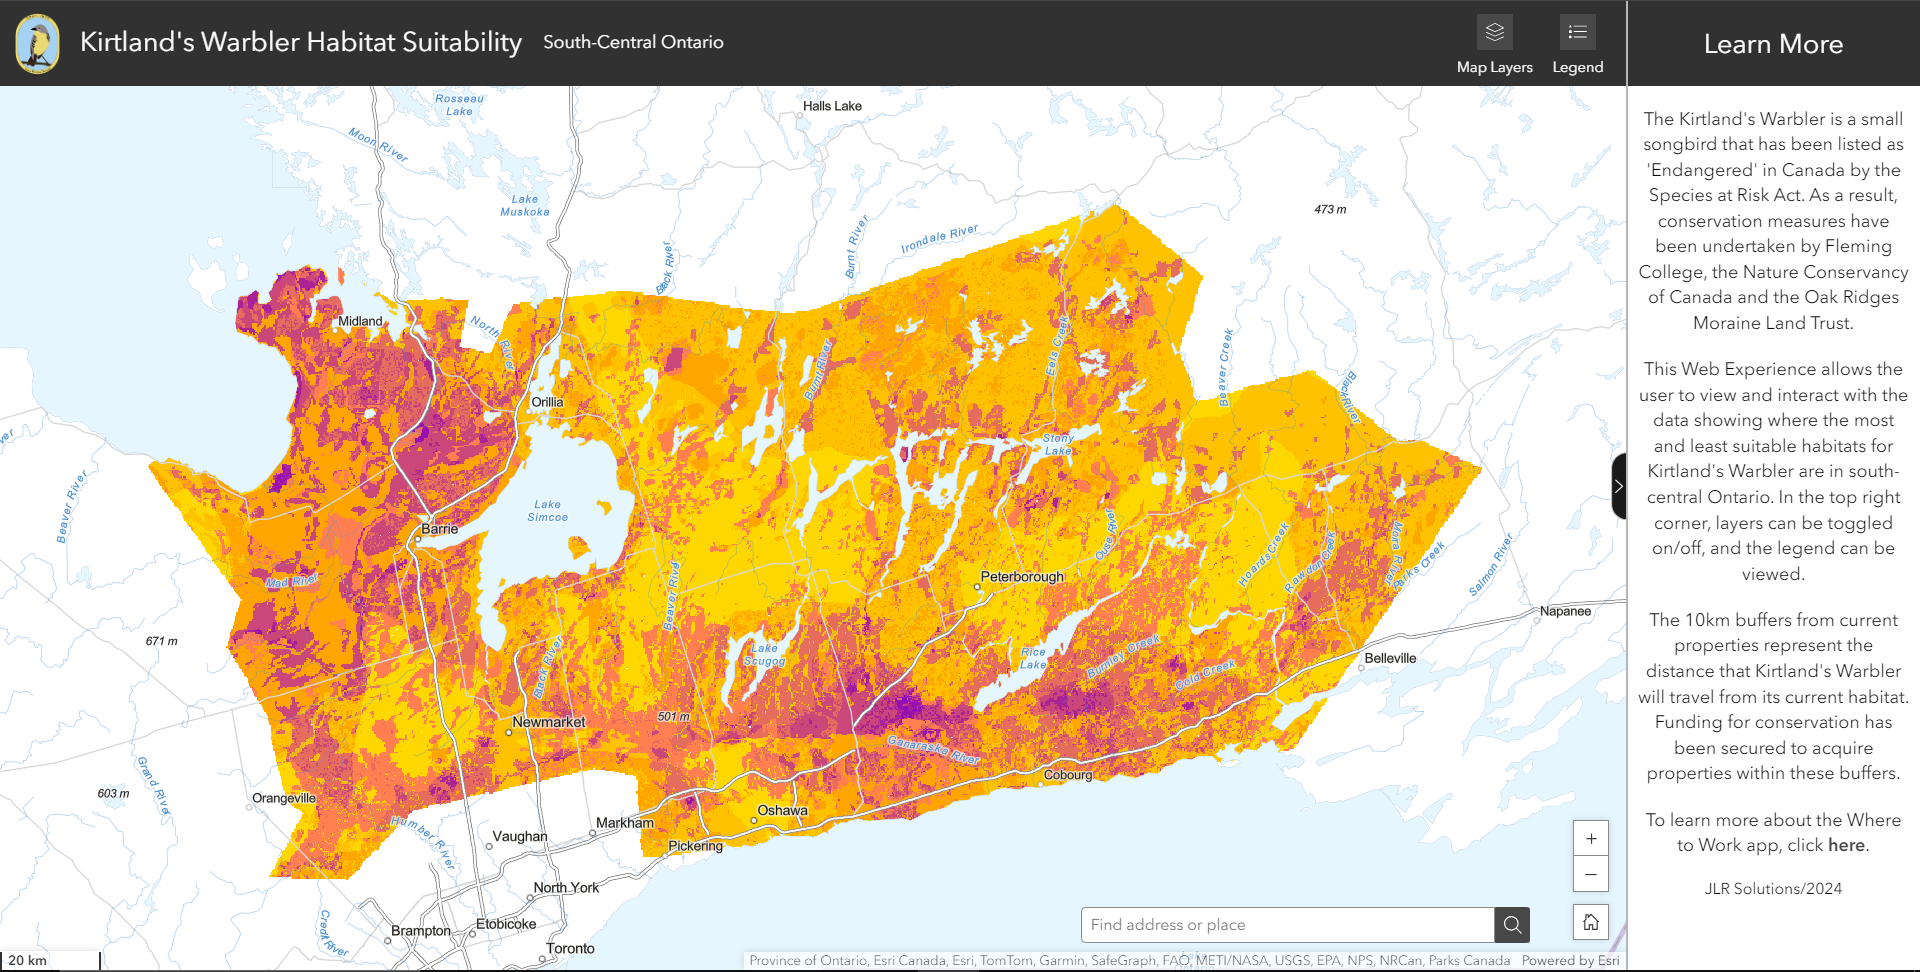 Kirtland's Warbler Habitat Suitability
South-Central Ontario
Map Layers
Legend
Learn More
The Kirtland's Warbler is a small
songbird that has been listed as
'Endangered' in Canada by the
Species at Risk Act. As a result,
conservation measures have
been undertaken by Fleming
College, the Nature Conservancy
of Canada and the Oak Ridges
Moraine Land Trust.
This Web Experience allows the
user to view and interact with the
data showing where the most
and least suitable habitats for
Kirtland's Warbler are in south-
central Ontario. In the top right
corner, layers can be toggled
on/off, and the legend can be
viewed.
The 10km buffers from current
properties represent the
distance that Kirtland's Warbler
will travel from its current habitat.
Funding for conservation has
been secured to acquire
properties within these buffers.
To learn more about the Where
to Work app, click here.
JLR Solutions/2024
Rosseau
Lake
Halls Lake
Moon River
Lake
Muskoka
473 m
Burnt River
Irondale River
Black River
Midland
North River
Burnt River
Eels Creek
Beaver Creek
Black River
Orillia
Stony
Lake
Beaver River
Lake
Simcoe
Barrie
Ouse River
Hoards Creek
Rawdon Creek
Moira River
Parks Creek
Salmon River
Mad River
Beaver River
Peterborough
Napanee
671 m
Black River
Lake
Scugog
Rice
Lake
Burnley Creek
Cold Creek
Belleville
Newmarket
501 m
Ganaraska River
Grand River
Cobourg
603 m
Orangeville
Humber River
Oshawa
Markham
Vaughan
Pickering
North York
Credit River
Brampton
Etobicoke
Toronto
Find address or place
20 km
Province of Ontario, Esri Canada, Esri, TomTom, Garmin, SafeGraph, FAO, METI/NASA, USGS, EPA, NPS, NRCan, Parks Canada
Powered by Esri